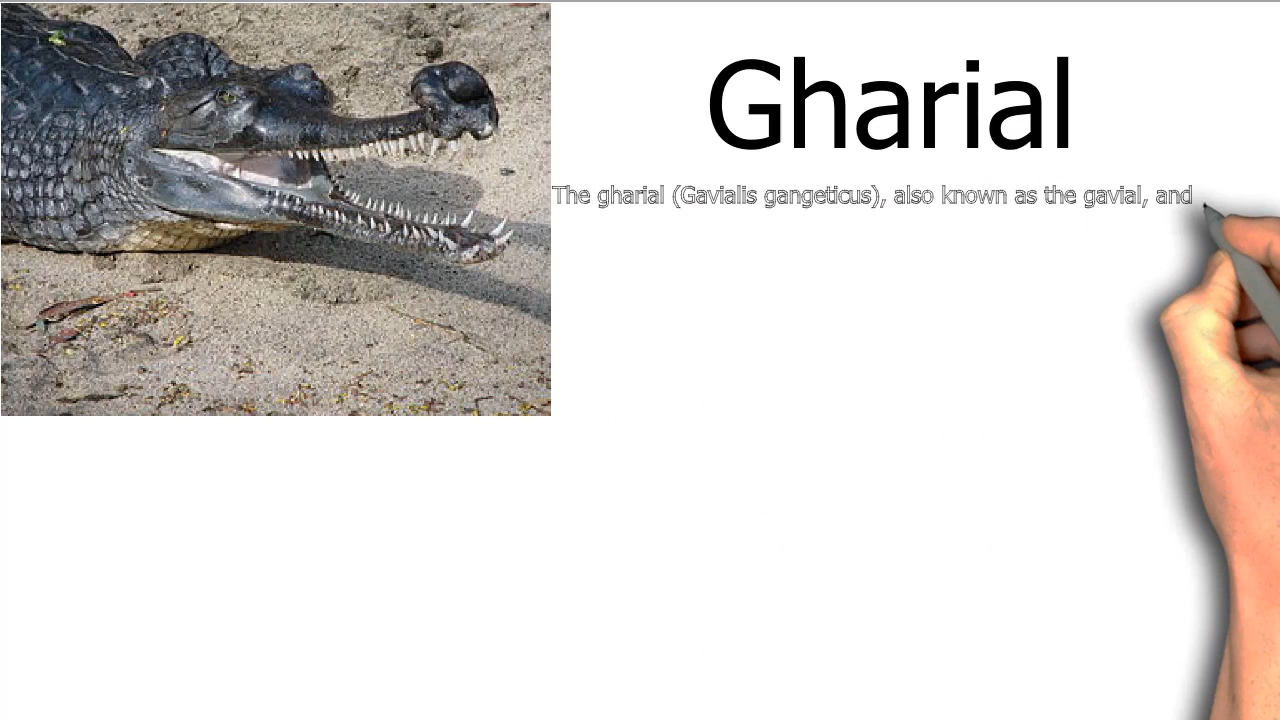 Gharial
The gharial (Gavialis gangeticus), also known as the gavial, and